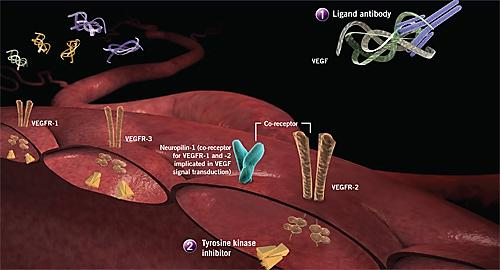 1 Ligand antibody
VEGF
VEGFR-1
VEGFR-3
Neuropilin-1 (co-receptor
for VEGFR-1 and -2
implicated in VEGF
signal transduction)
Co-receptor
VEGFR-2
2 Tyrosine kinase
inhibitor